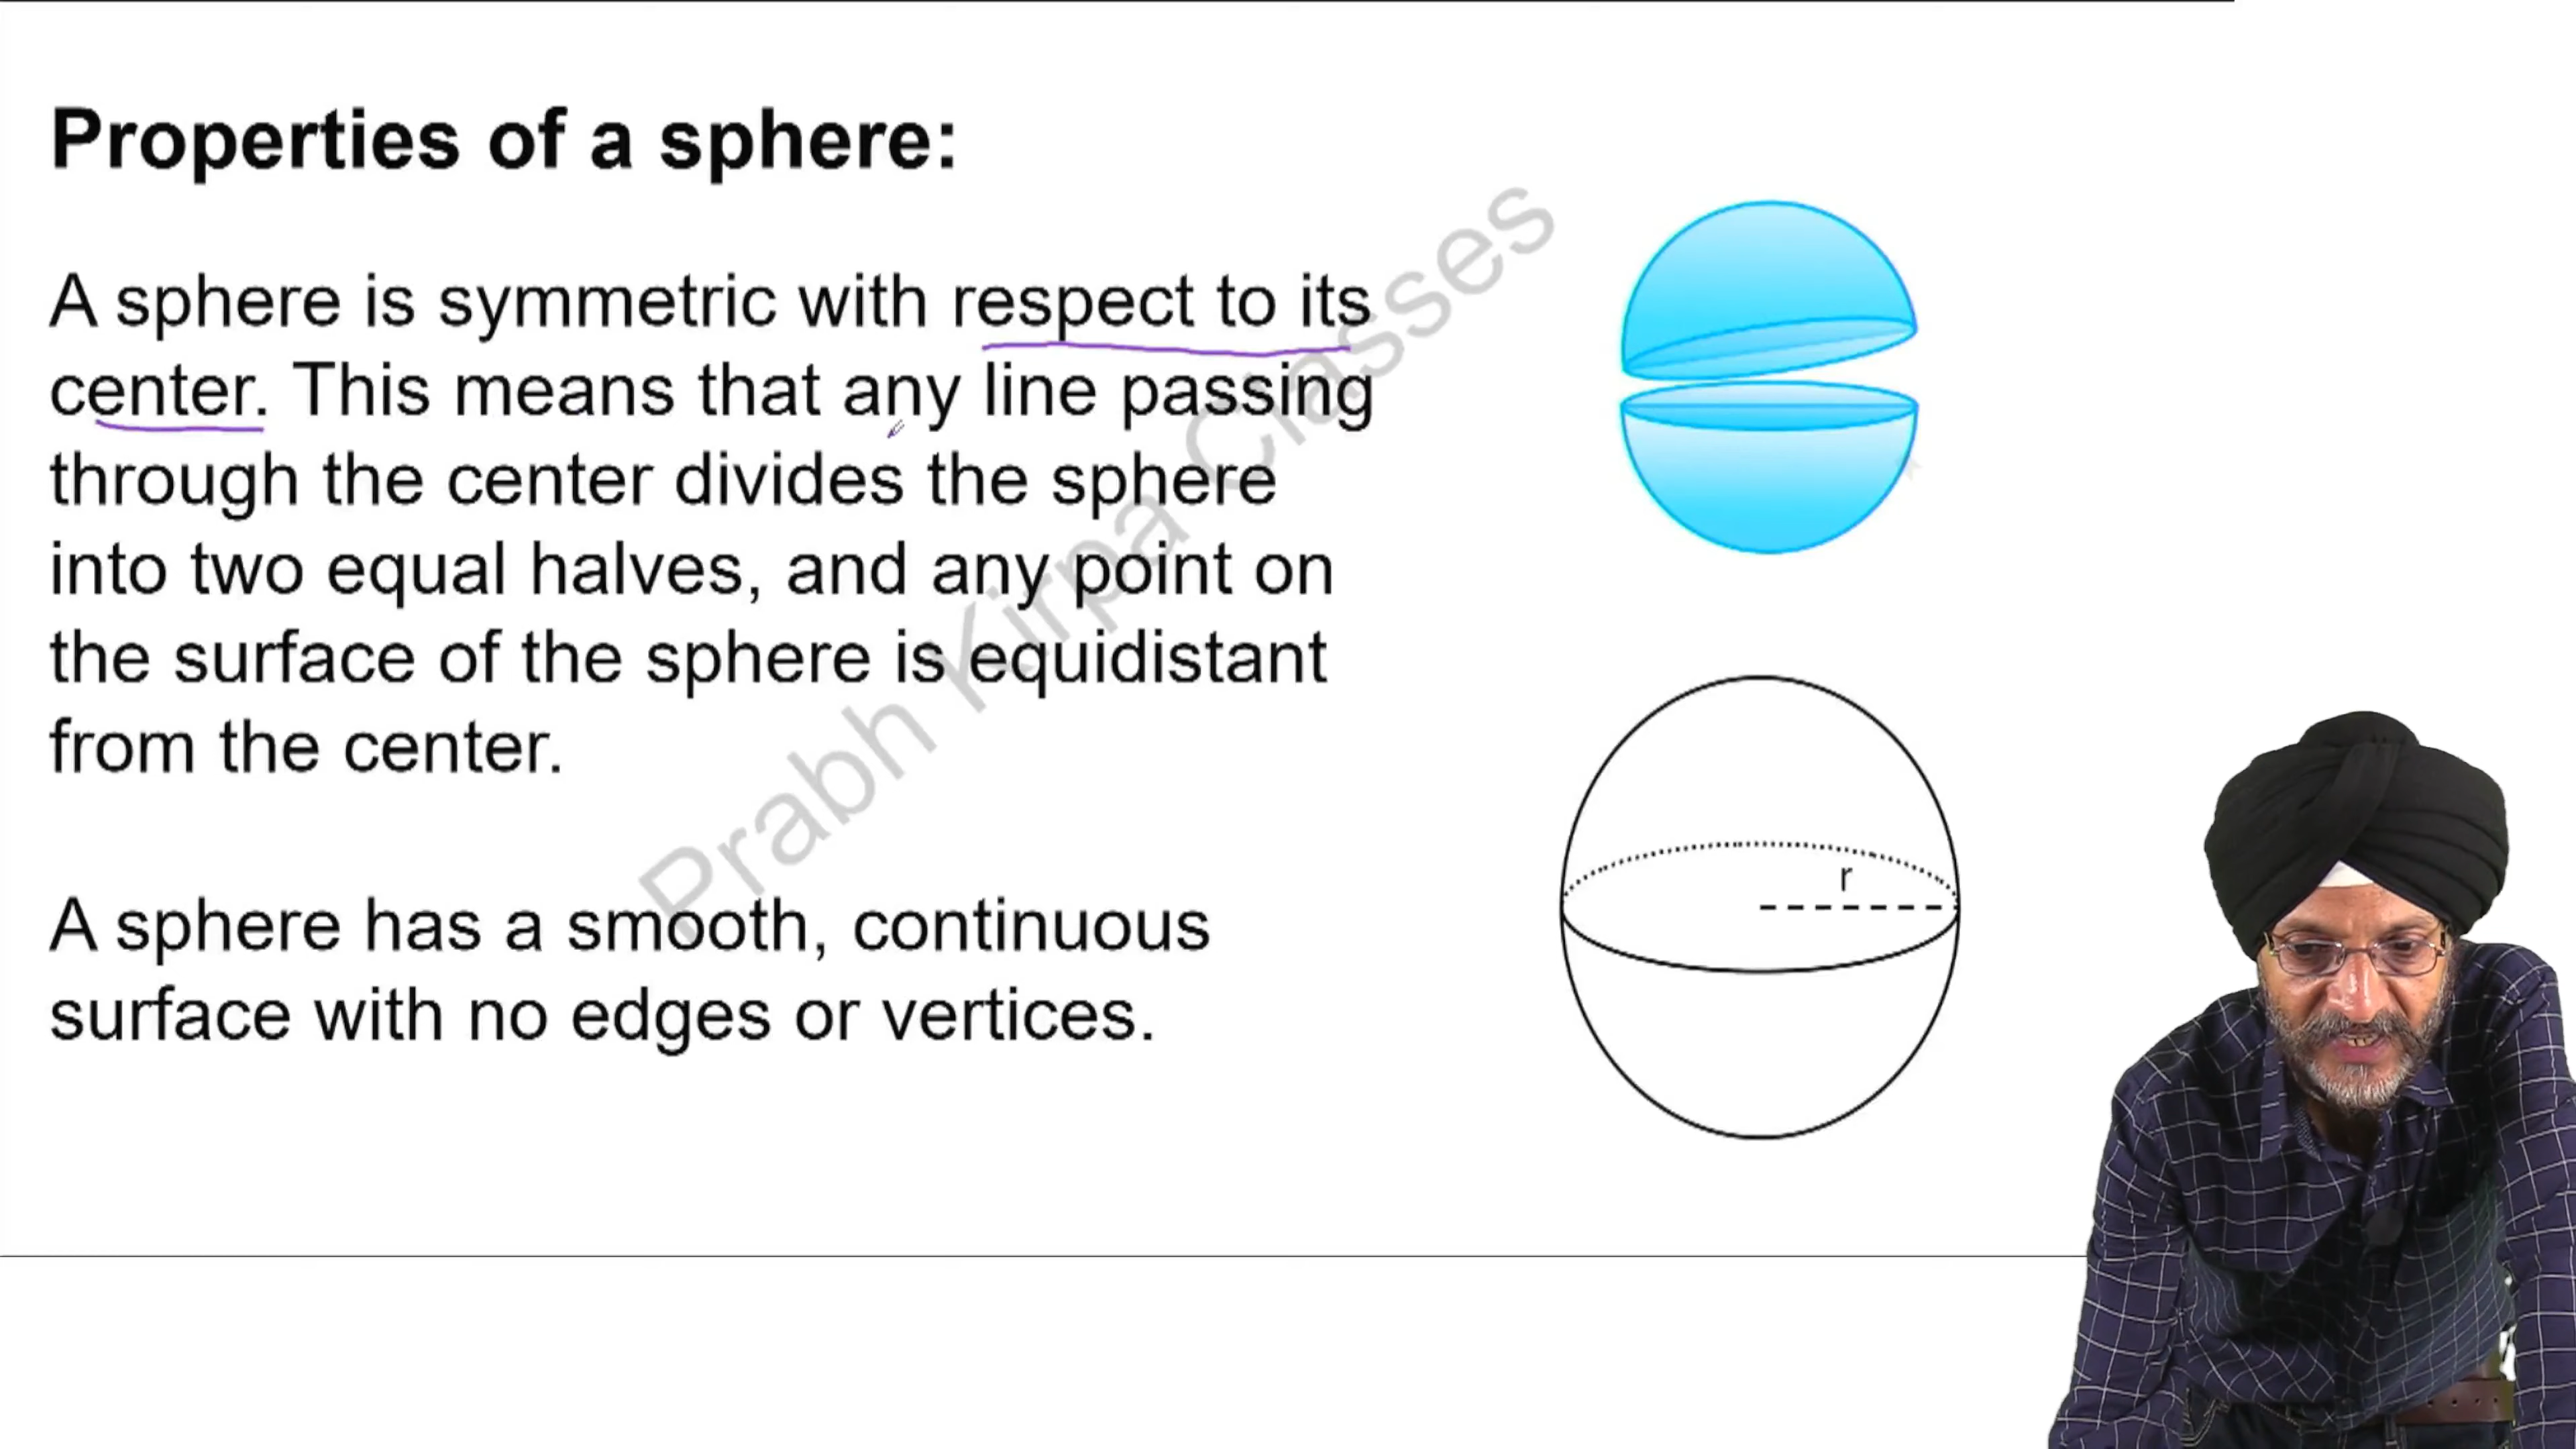 Properties of a sphere:
A sphere is symmetric with respect to its
center. This means that any line passing
through the center divides the sphere
into two equal halves, and any point on
the surface of the sphere is equidistant
from the center.
A sphere has a smooth, continuous
surface with no edges or vertices.
r
Prabh Kirpa Classes